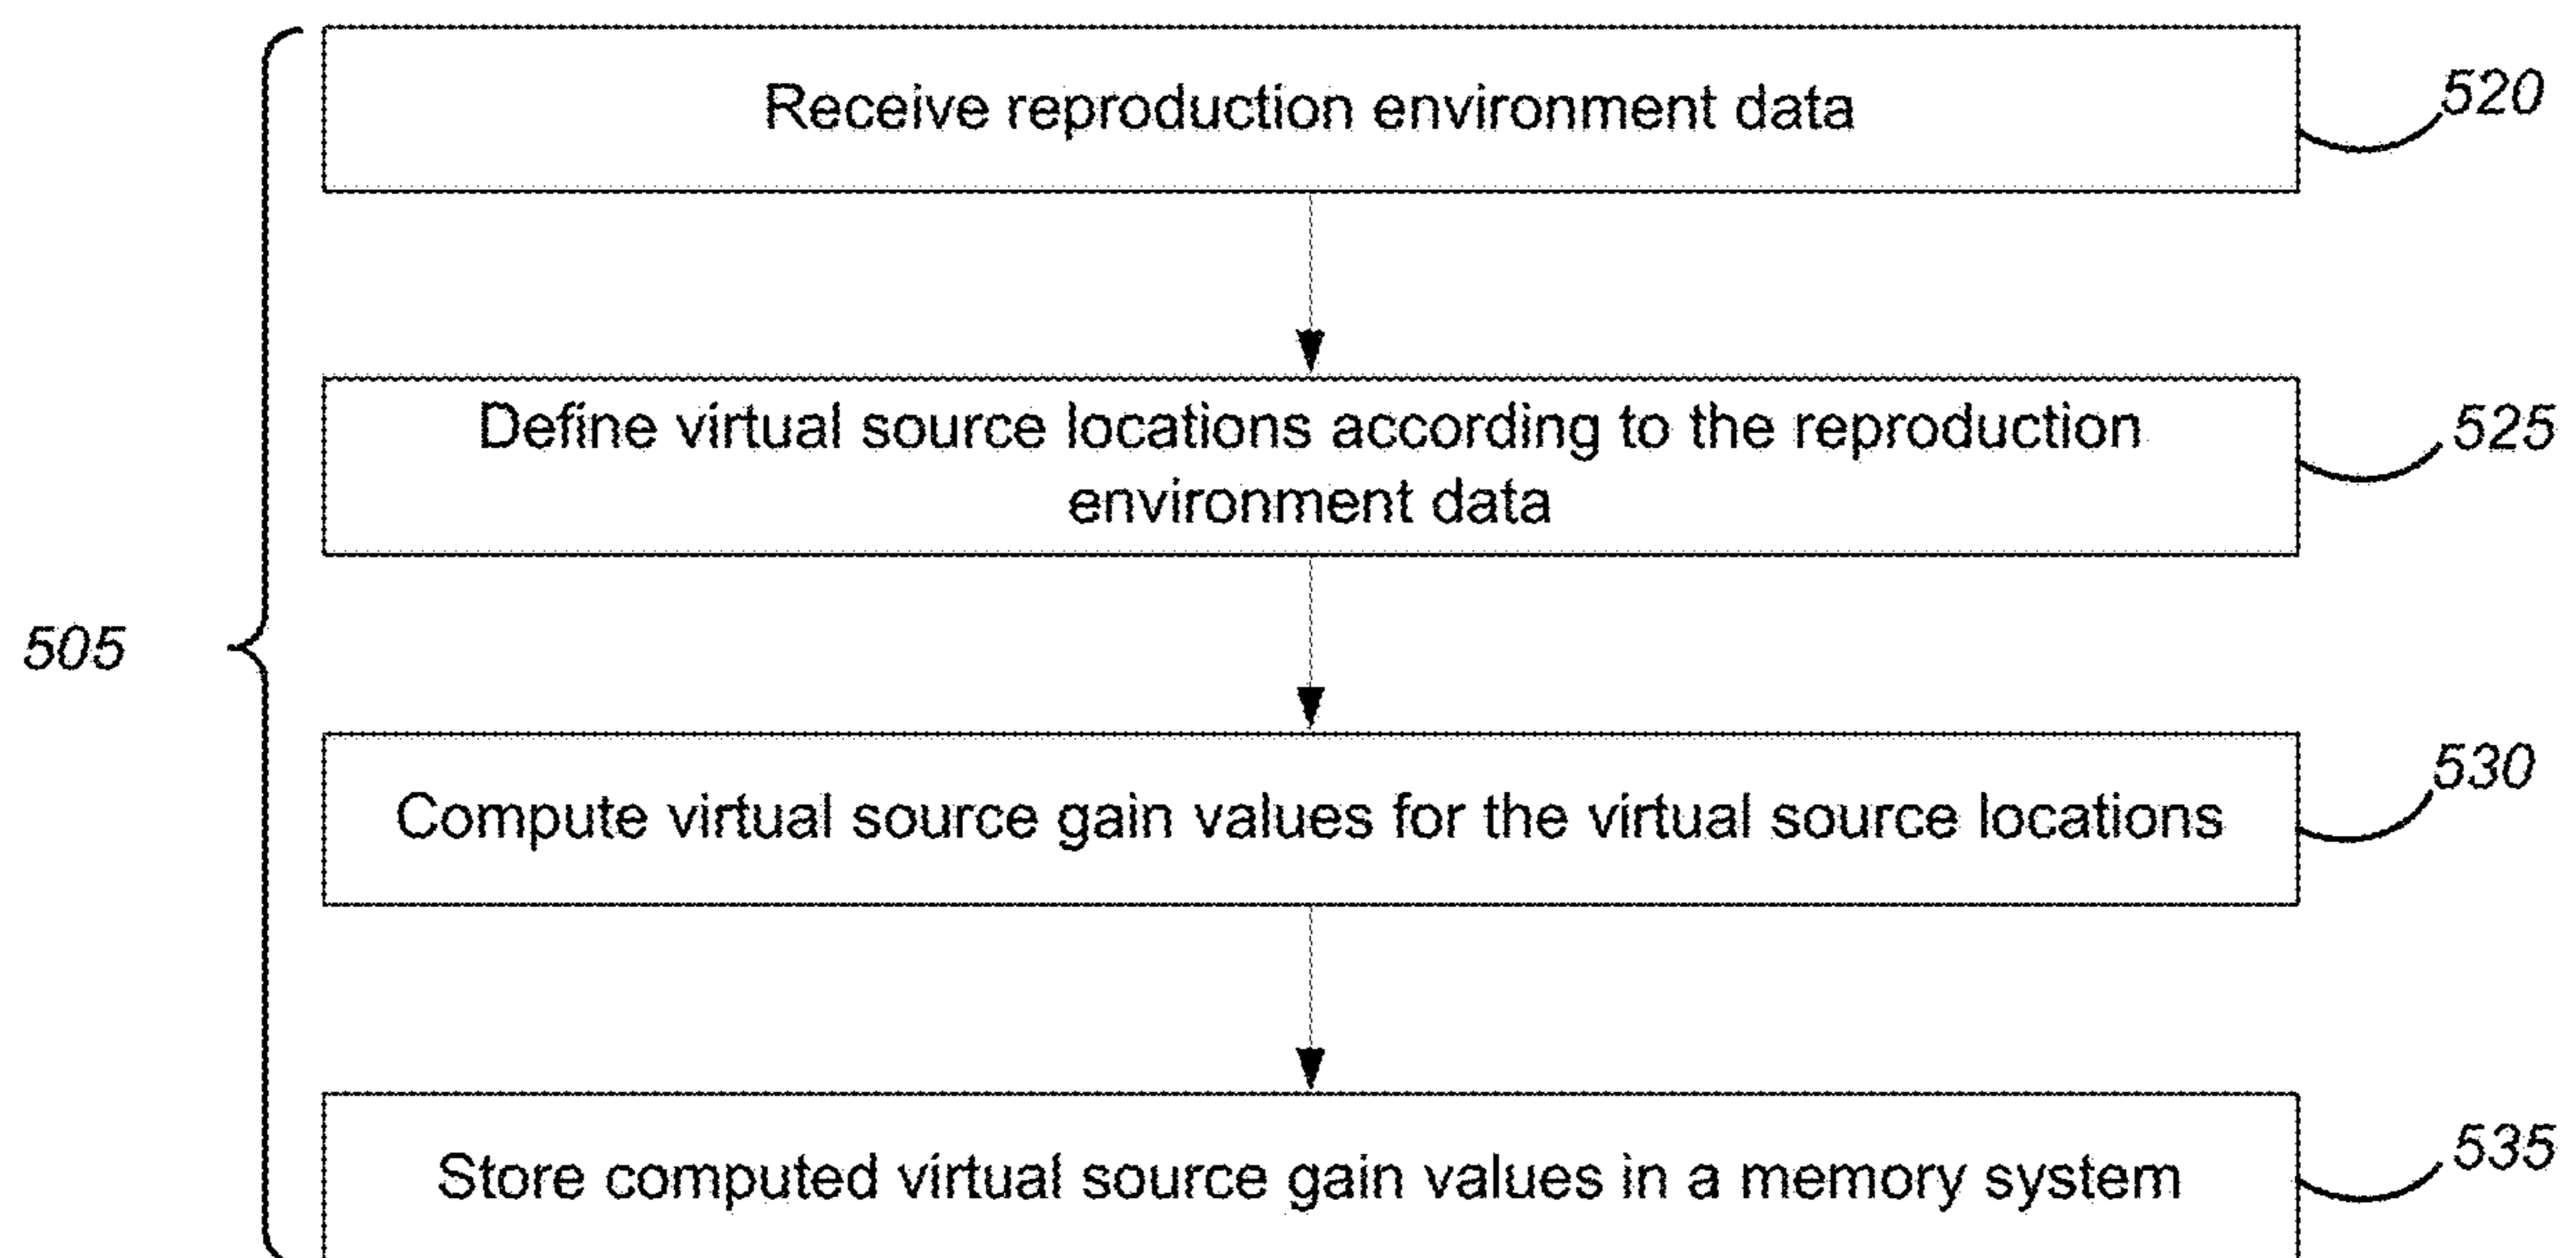 Receive reproduction environment data
520
Define virtual source locations according to the reproduction
environment data
525
505
Compute virtual source gain values for the virtual source locations
530
Store computed virtual source gain values in a memory system
535